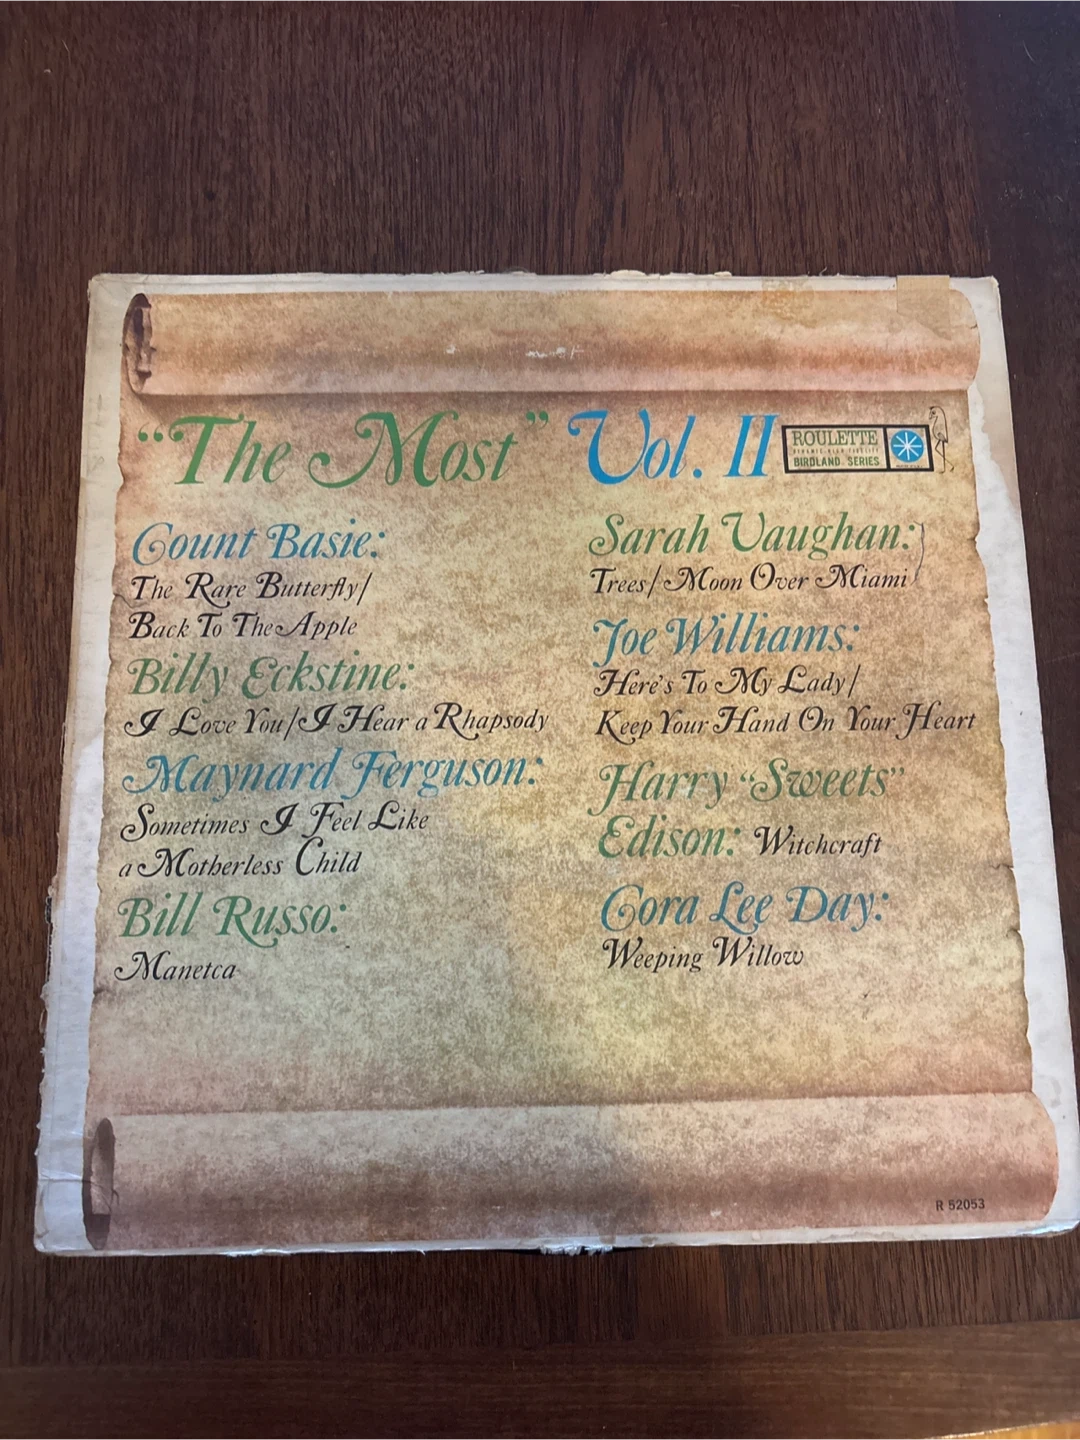 “The Most” Vol. II
ROULETTE
DYNAMIC HIGH FIDELITY
BIRDLAND SERIES
Count Basie:
The Rare Butterfly/
Back To The Apple
Billy Eckstine:
I Love You/I Hear a Rhapsody
Maynard Ferguson:
Sometimes I Feel Like
a Motherless Child
Bill Russo:
Manetca
Sarah Vaughan:
Trees/Moon Over Miami
Joe Williams:
Here's To My Lady/
Keep Your Hand On Your Heart
Harry “Sweets”
Edison: Witchcraft
Cora Lee Day:
Weeping Willow
R 52053